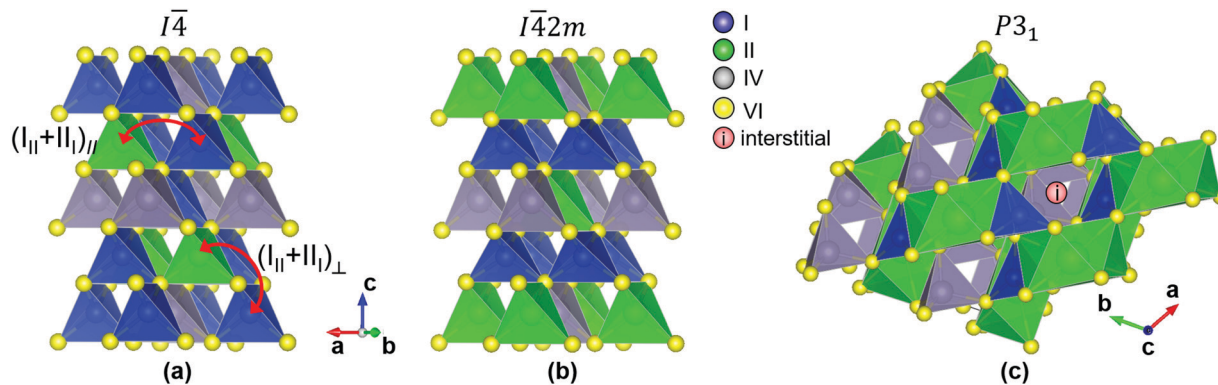 I4̅
I4̅2m
P3₁
I
II
IV
VI
i interstitial
(I_II+II_I)_//
(I_II+II_I)_⊥
i
c
a
b
a
b
c
(a)
(b)
(c)